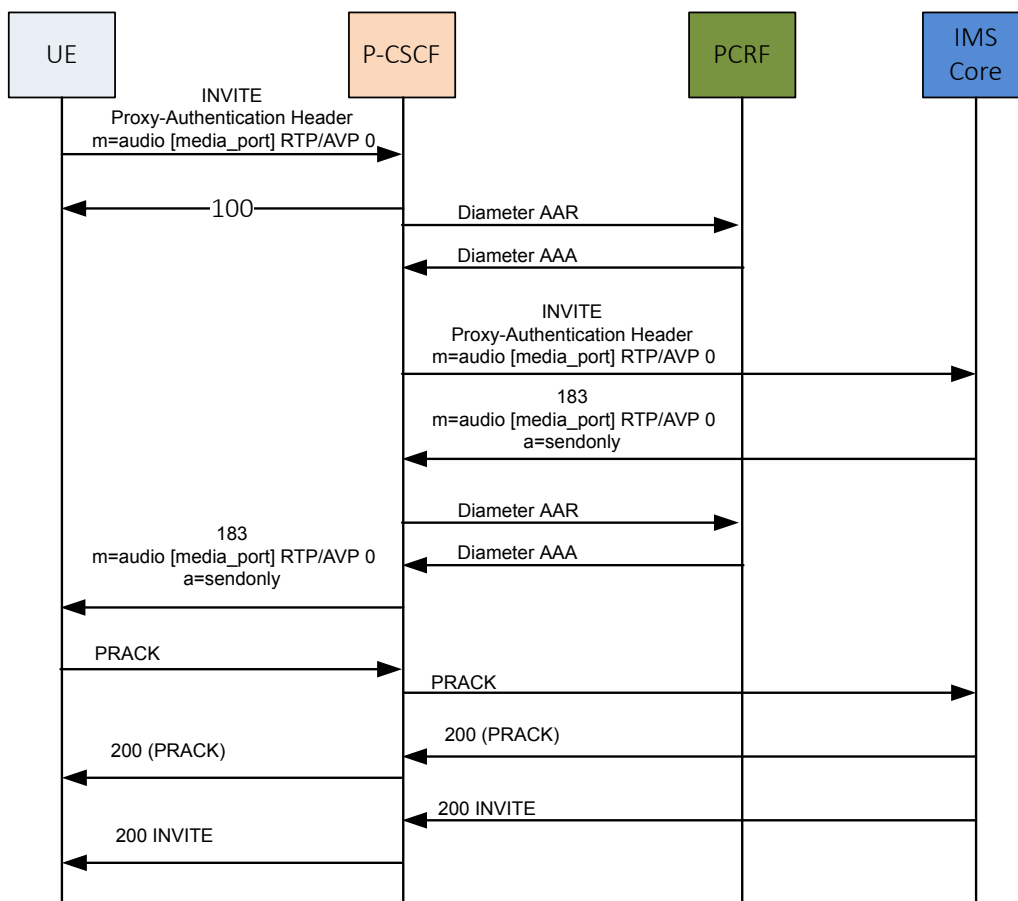 UE
P-CSCF
PCRF
IMS
Core
INVITE
Proxy-Authentication Header
m=audio [media_port] RTP/AVP 0
100
Diameter AAR
Diameter AAA
INVITE
Proxy-Authentication Header
m=audio [media_port] RTP/AVP 0
183
m=audio [media_port] RTP/AVP 0
a=sendonly
Diameter AAR
183
m=audio [media_port] RTP/AVP 0
a=sendonly
Diameter AAA
PRACK
PRACK
200 (PRACK)
200 (PRACK)
200 INVITE
200 INVITE